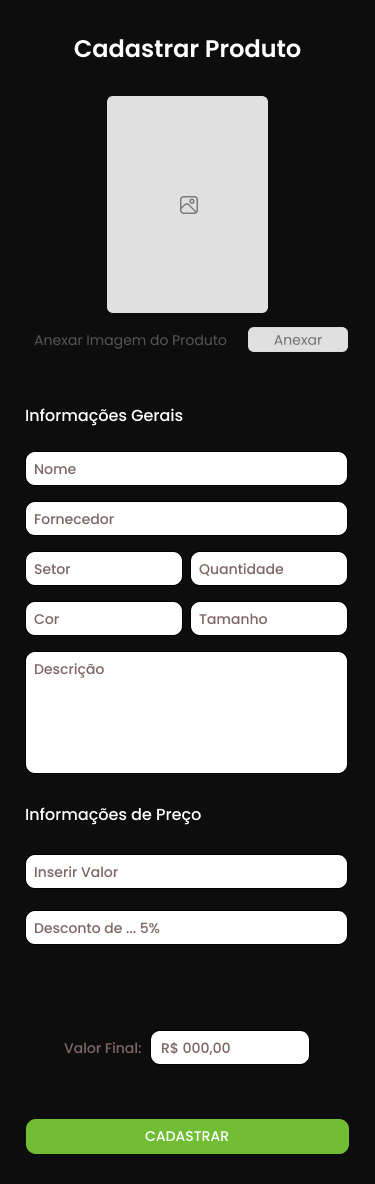 Cadastrar Produto
Anexar Imagem do Produto
Anexar
Informações Gerais
Nome
Fornecedor
Setor
Quantidade
Cor
Tamanho
Descrição
Informações de Preço
Inserir Valor
Desconto de ... 5%
Valor Final:
R$ 000,00
CADASTRAR